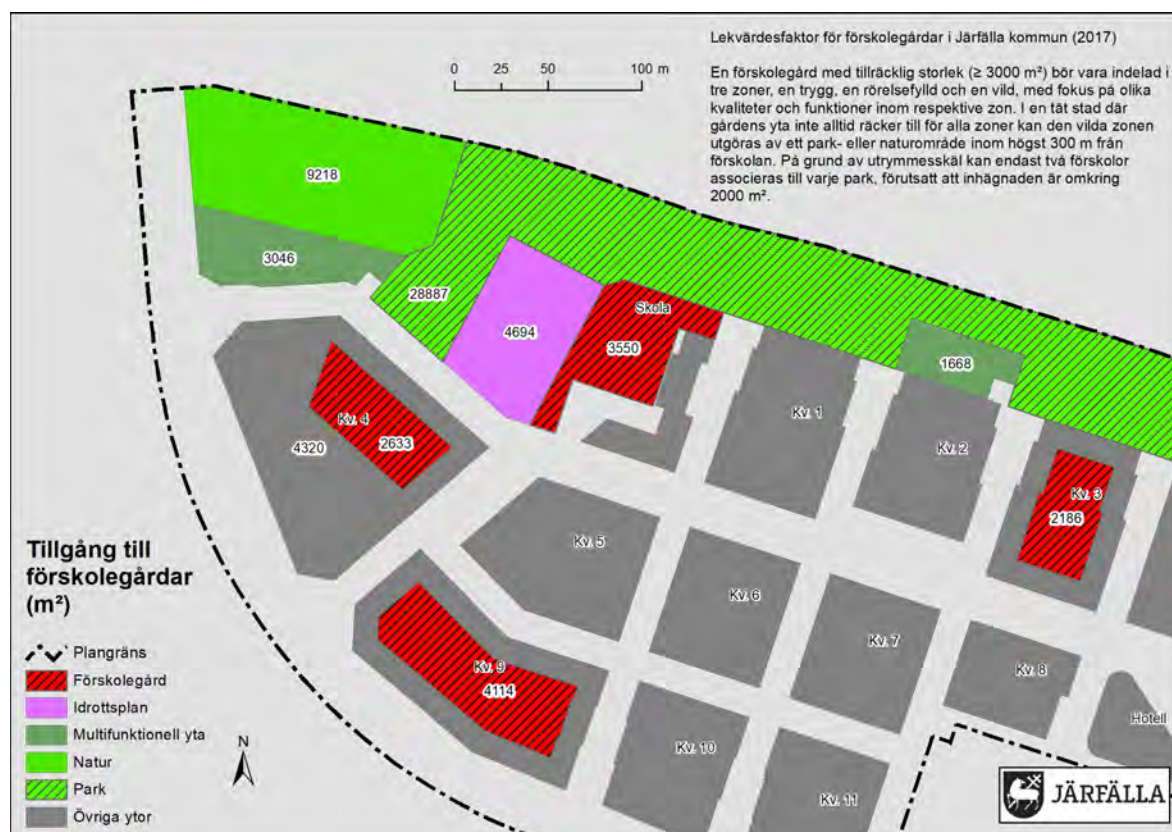 Lekvärdesfaktor för förskolegårdar i Järfälla kommun (2017)
En förskolegård med tillräcklig storlek (≥ 3000 m²) bör vara indelad i
tre zoner, en trygg, en rörelsefylld och en vild, med fokus på olika
kvaliteter och funktioner inom respektive zon. I en tät stad där
gårdens yta inte alltid räcker till för alla zoner kan den vilda zonen
utgöras av ett park- eller naturområde inom högst 300 m från
förskolan. På grund av utrymmesskäl kan endast två förskolor
associeras till varje park, förutsatt att inhägnaden är omkring
2000 m².
0 25 50 100 m
9218
3046
28887
4694
Skola
3550
1668
Kv. 1
Kv. 2
Kv. 3
2186
Kv. 4
2633
4320
Kv. 5
Kv. 6
Kv. 7
Kv. 8
Kv. 9
4114
Kv. 10
Kv. 11
Hotell
Tillgång till
förskolegårdar
(m²)
Plangräns
Förskolegård
Idrottsplan
Multifunktionell yta
Natur
Park
Övriga ytor
N
JÄRFÄLLA